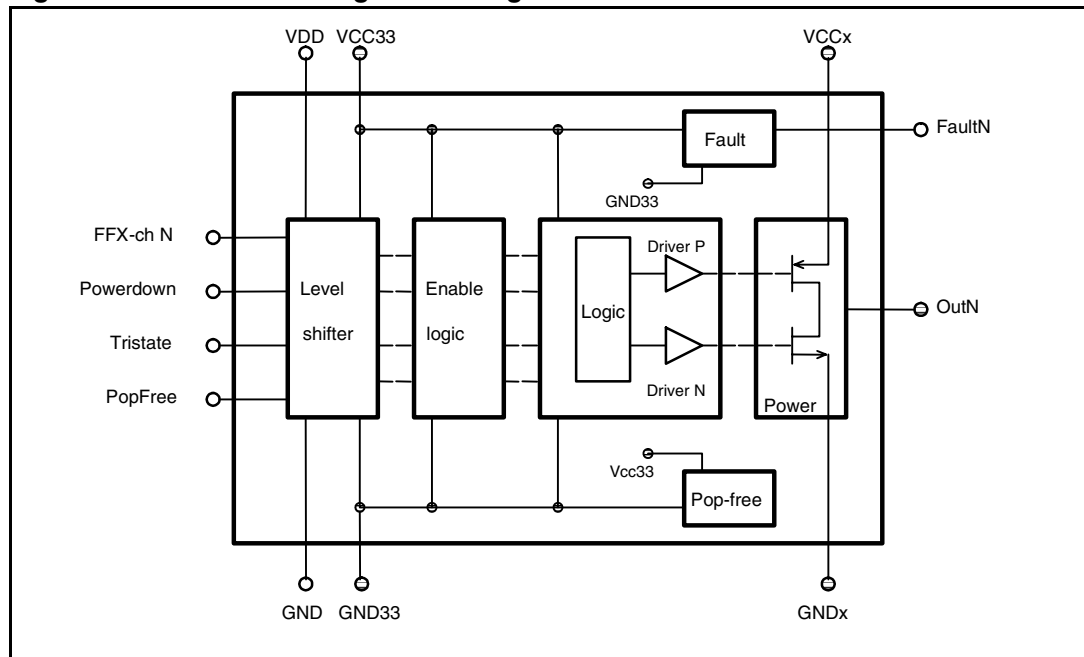 VDD
VCC33
VCCx
Fault
FaultN
GND33
FFX-ch N
Powerdown
Tristate
PopFree
Level
shifter
Enable
logic
Logic
Driver P
Driver N
Power
OutN
Vcc33
Pop-free
GND
GND33
GNDx